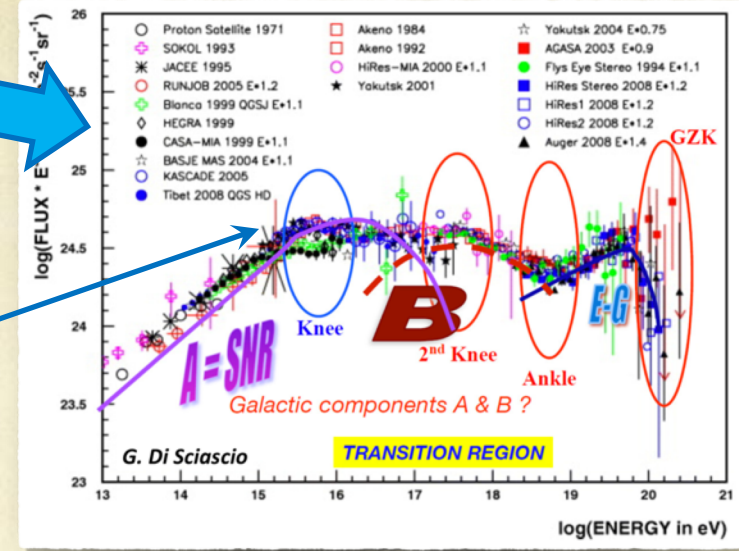 26
25.5
25
24.5
24
23.5
23
log(FLUX * E
-2s-1sr-1)
Proton Satellite 1971
SOKOL 1993
JACEE 1995
RUNJOB 2005 E*1.2
Blanca 1999 QGSJ E*1.1
HEGRA 1999
CASA-MIA 1999 E*1.1
BASJE MAS 2004 E*1.1
KASCADE 2005
Tibet 2008 QGS HD
Akeno 1984
Akeno 1992
HiRes-MIA 2000 E*1.1
Yakutsk 2001
Yakutsk 2004 E*0.75
AGASA 2003 E*0.9
Flys Eye Stereo 1994 E*1.1
HiRes Stereo 2008 E*1.2
HiRes1 2008 E*1.2
HiRes2 2008 E*1.2
Auger 2008 E*1.4
GZK
Knee
A = SNR
B
2nd Knee
E-G
Ankle
Galactic components A & B ?
G. Di Sciascio
TRANSITION REGION
13 14 15 16 17 18 19 20 21
log(ENERGY in eV)